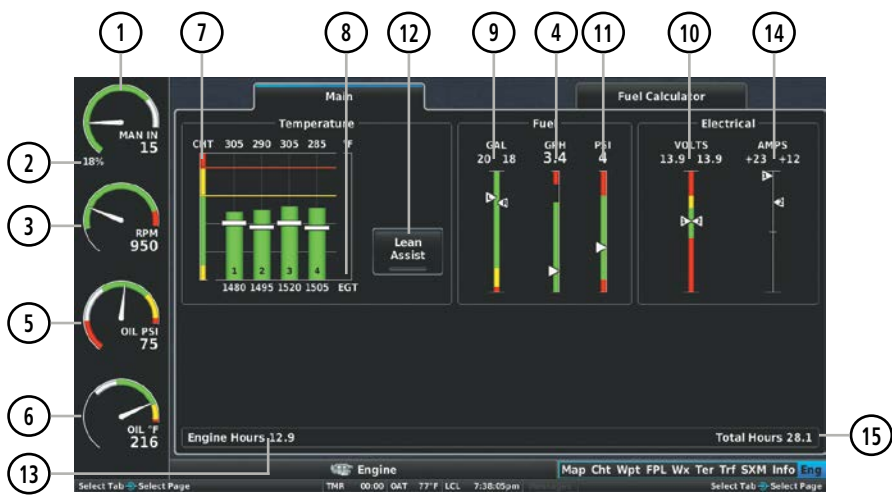 1 7 8 12 9 4 11 10 14
Main Fuel Calculator
Temperature Fuel Electrical
CHT 305 290 305 285 °F
GAL GPH PSI
20 18 3.4 4
VOLTS AMPS
13.9 13.9 +23 +12
MAN IN
15
18%
2
3
RPM
950
Lean
Assist
1 2 3 4
1480 1495 1520 1505 EGT
5
OIL PSI
75
6
OIL °F
216
Engine Hours 12.9 Total Hours 28.1
15
13
Engine
Map Cht Wpt FPL Wx Ter Trf SXM Info Eng
Select Tab Select Page TMR 00:00 OAT 77°F LCL 7:38:05pm Select Tab Select Page